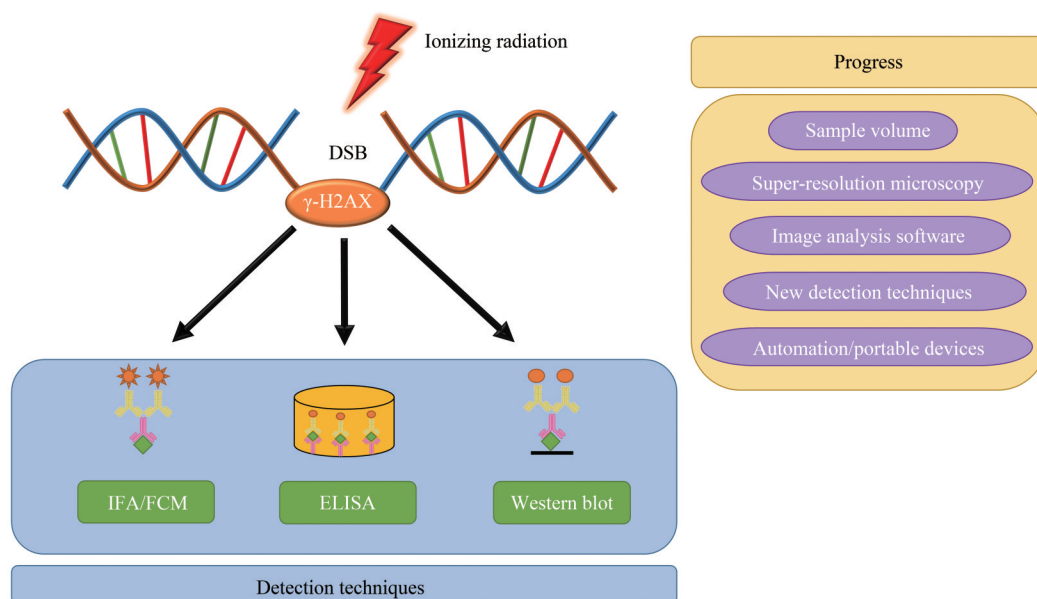 Ionizing radiation
DSB
γ-H2AX
IFA/FCM
ELISA
Western blot
Detection techniques
Progress
Sample volume
Super-resolution microscopy
Image analysis software
New detection techniques
Automation/portable devices